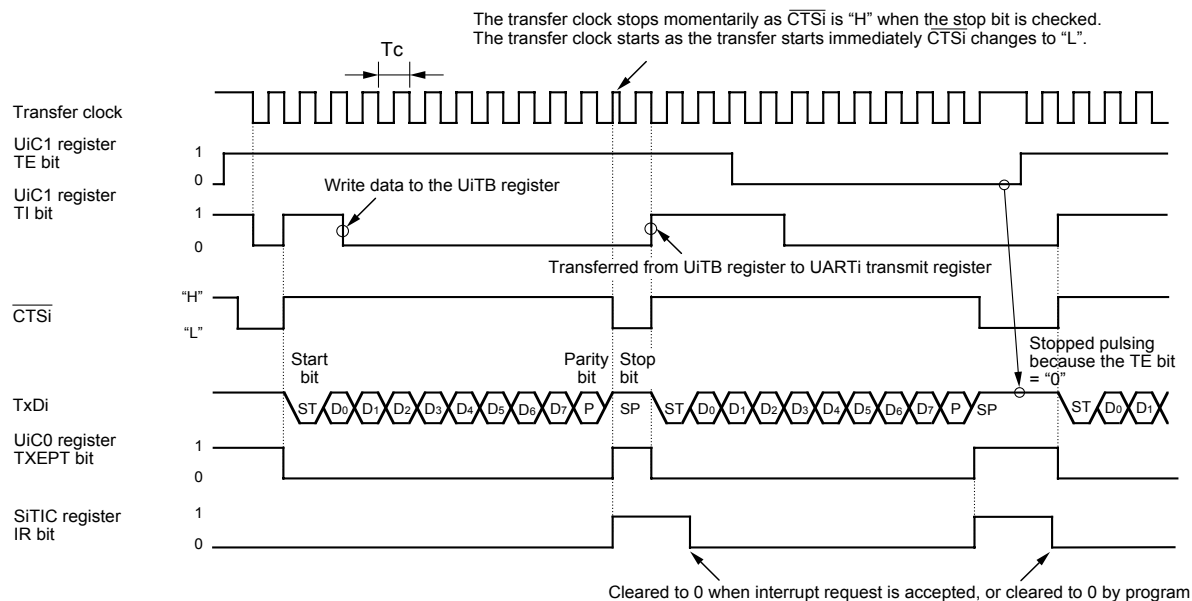 The transfer clock stops momentarily as CTSi is “H” when the stop bit is checked.
The transfer clock starts as the transfer starts immediately CTSi changes to “L”.
Tc
Transfer clock
UiC1 register
TE bit
1
0
Write data to the UiTB register
UiC1 register
TI bit
1
0
Transferred from UiTB register to UARTi transmit register
CTSi
“H”
“L”
Start
bit
Parity
bit
Stop
bit
Stopped pulsing
because the TE bit
= “0”
TxDi
ST D0 D1 D2 D3 D4 D5 D6 D7 P SP ST D0 D1 D2 D3 D4 D5 D6 D7 P SP ST D0 D1
UiC0 register
TXEPT bit
1
0
SiTIC register
IR bit
1
0
Cleared to 0 when interrupt request is accepted, or cleared to 0 by program